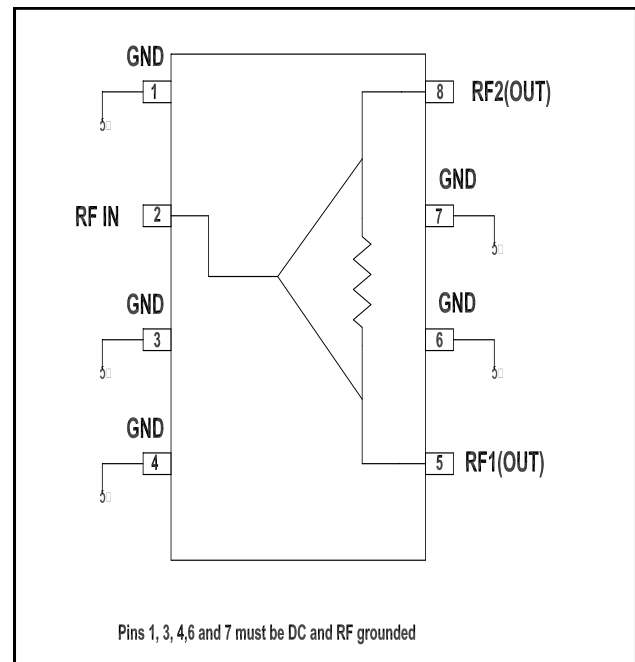 GND
1
8
RF2(OUT)
GND
RF IN
2
7
GND
GND
3
6
GND
4
5
RF1(OUT)
Pins 1, 3, 4,6 and 7 must be DC and RF grounded